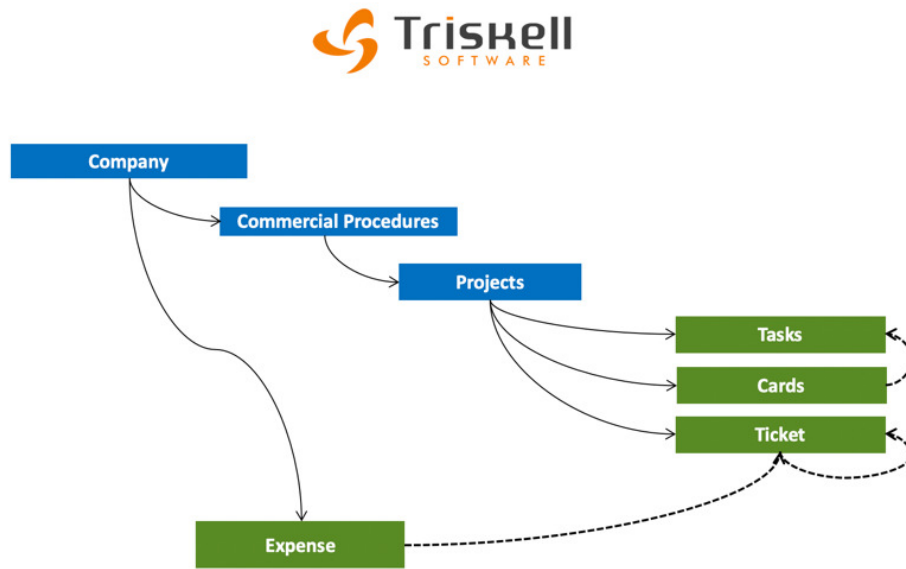 Triskell
SOFTWARE
Company
Commercial Procedures
Projects
Tasks
Cards
Ticket
Expense